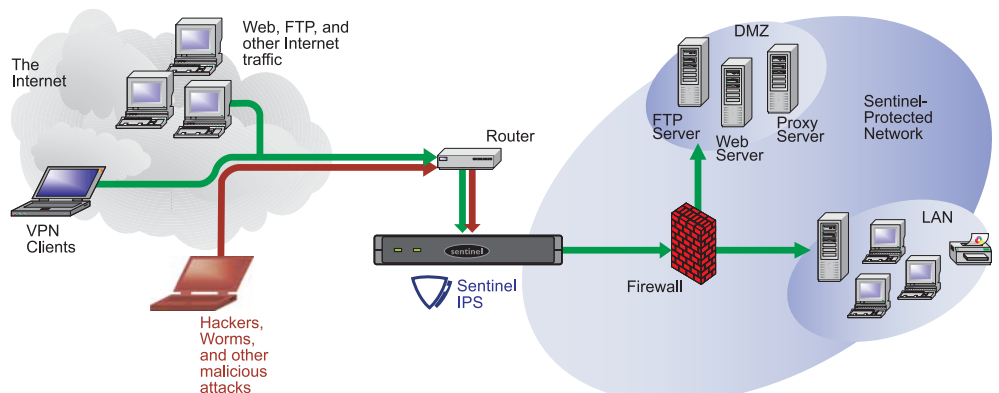 The
Internet
Web, FTP, and
other Internet
traffic
VPN
Clients
Hackers,
Worms,
and other
malicious
attacks
Router
sentinel
Sentinel
IPS
Firewall
DMZ
FTP
Server
Web
Server
Proxy
Server
Sentinel-
Protected
Network
LAN